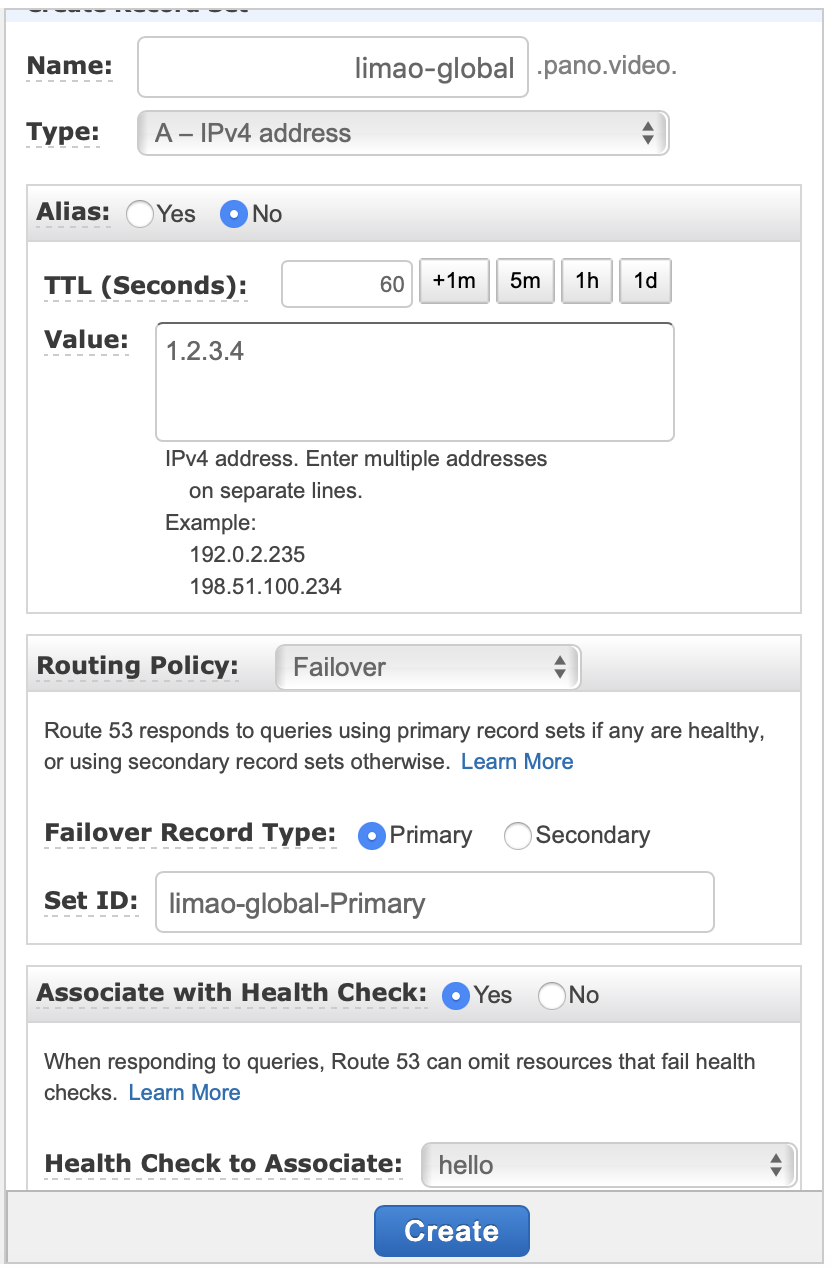 Create Record Set
Name: limao-global .pano.video.
Type: A – IPv4 address
Alias: Yes No
TTL (Seconds): 60 +1m 5m 1h 1d
Value: 1.2.3.4
IPv4 address. Enter multiple addresses
on separate lines.
Example:
192.0.2.235
198.51.100.234
Routing Policy: Failover
Route 53 responds to queries using primary record sets if any are healthy,
or using secondary record sets otherwise. Learn More
Failover Record Type: Primary Secondary
Set ID: limao-global-Primary
Associate with Health Check: Yes No
When responding to queries, Route 53 can omit resources that fail health
checks. Learn More
Health Check to Associate: hello
Create